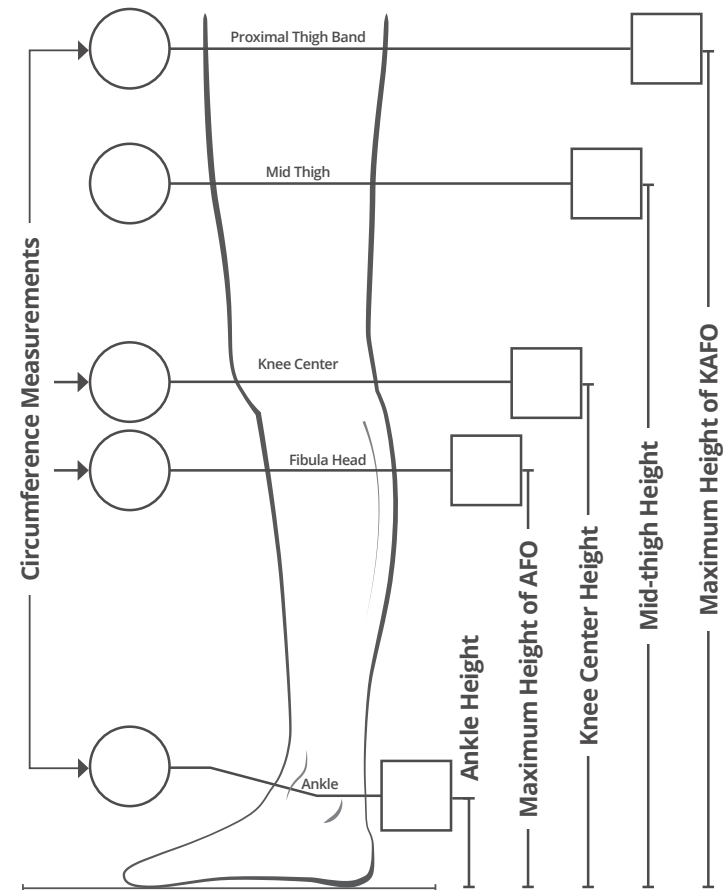 Proximal Thigh Band
Mid Thigh
Knee Center
Fibula Head
Ankle
Circumference Measurements
Ankle Height
Maximum Height of AFO
Knee Center Height
Mid-thigh Height
Maximum Height of KAFO